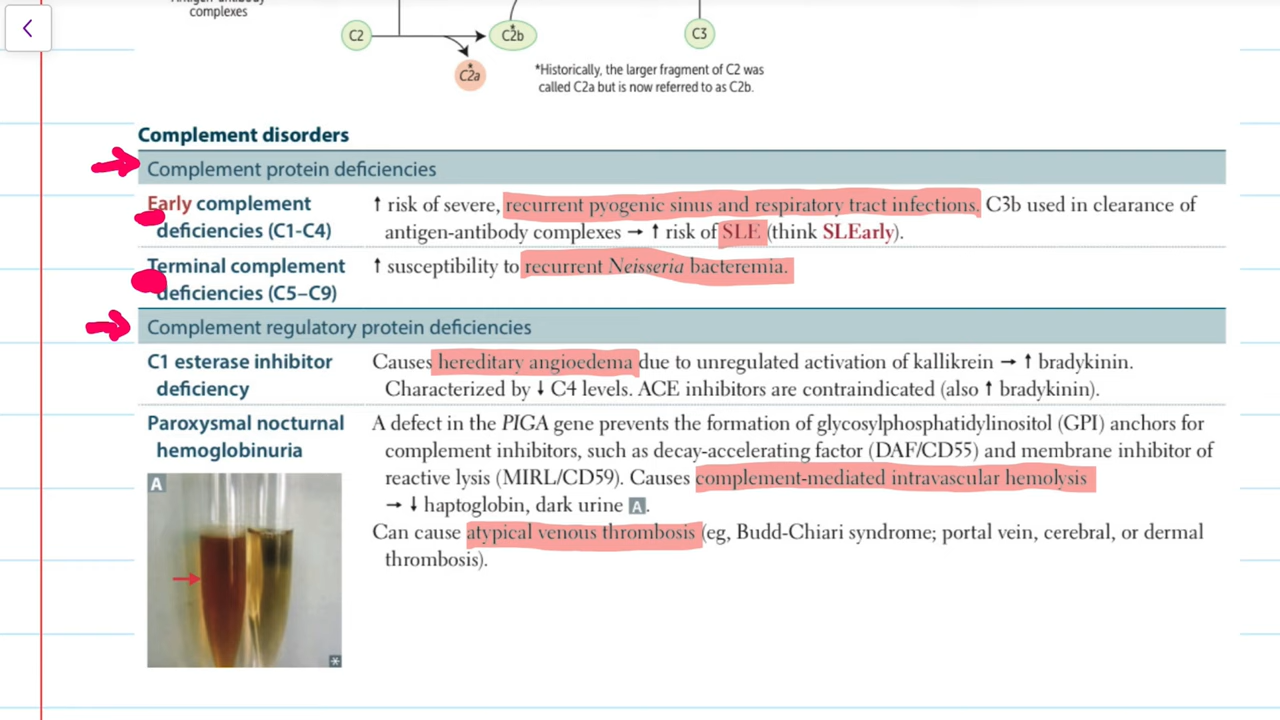 Antigen-antibody
complexes
C2
C2b
*
C3
C2a
*
*Historically, the larger fragment of C2 was
called C2a but is now referred to as C2b.
Complement disorders
Complement protein deficiencies
Early complement
deficiencies (C1-C4)
↑ risk of severe, recurrent pyogenic sinus and respiratory tract infections. C3b used in clearance of
antigen-antibody complexes → ↑ risk of SLE (think SLEarly).
Terminal complement
deficiencies (C5–C9)
↑ susceptibility to recurrent Neisseria bacteremia.
Complement regulatory protein deficiencies
C1 esterase inhibitor
deficiency
Causes hereditary angioedema due to unregulated activation of kallikrein → ↑ bradykinin.
Characterized by ↓ C4 levels. ACE inhibitors are contraindicated (also ↑ bradykinin).
Paroxysmal nocturnal
hemoglobinuria
A defect in the PIGA gene prevents the formation of glycosylphosphatidylinositol (GPI) anchors for
complement inhibitors, such as decay-accelerating factor (DAF/CD55) and membrane inhibitor of
reactive lysis (MIRL/CD59). Causes complement-mediated intravascular hemolysis
→ ↓ haptoglobin, dark urine A.
Can cause atypical venous thrombosis (eg, Budd-Chiari syndrome; portal vein, cerebral, or dermal
thrombosis).
A
*